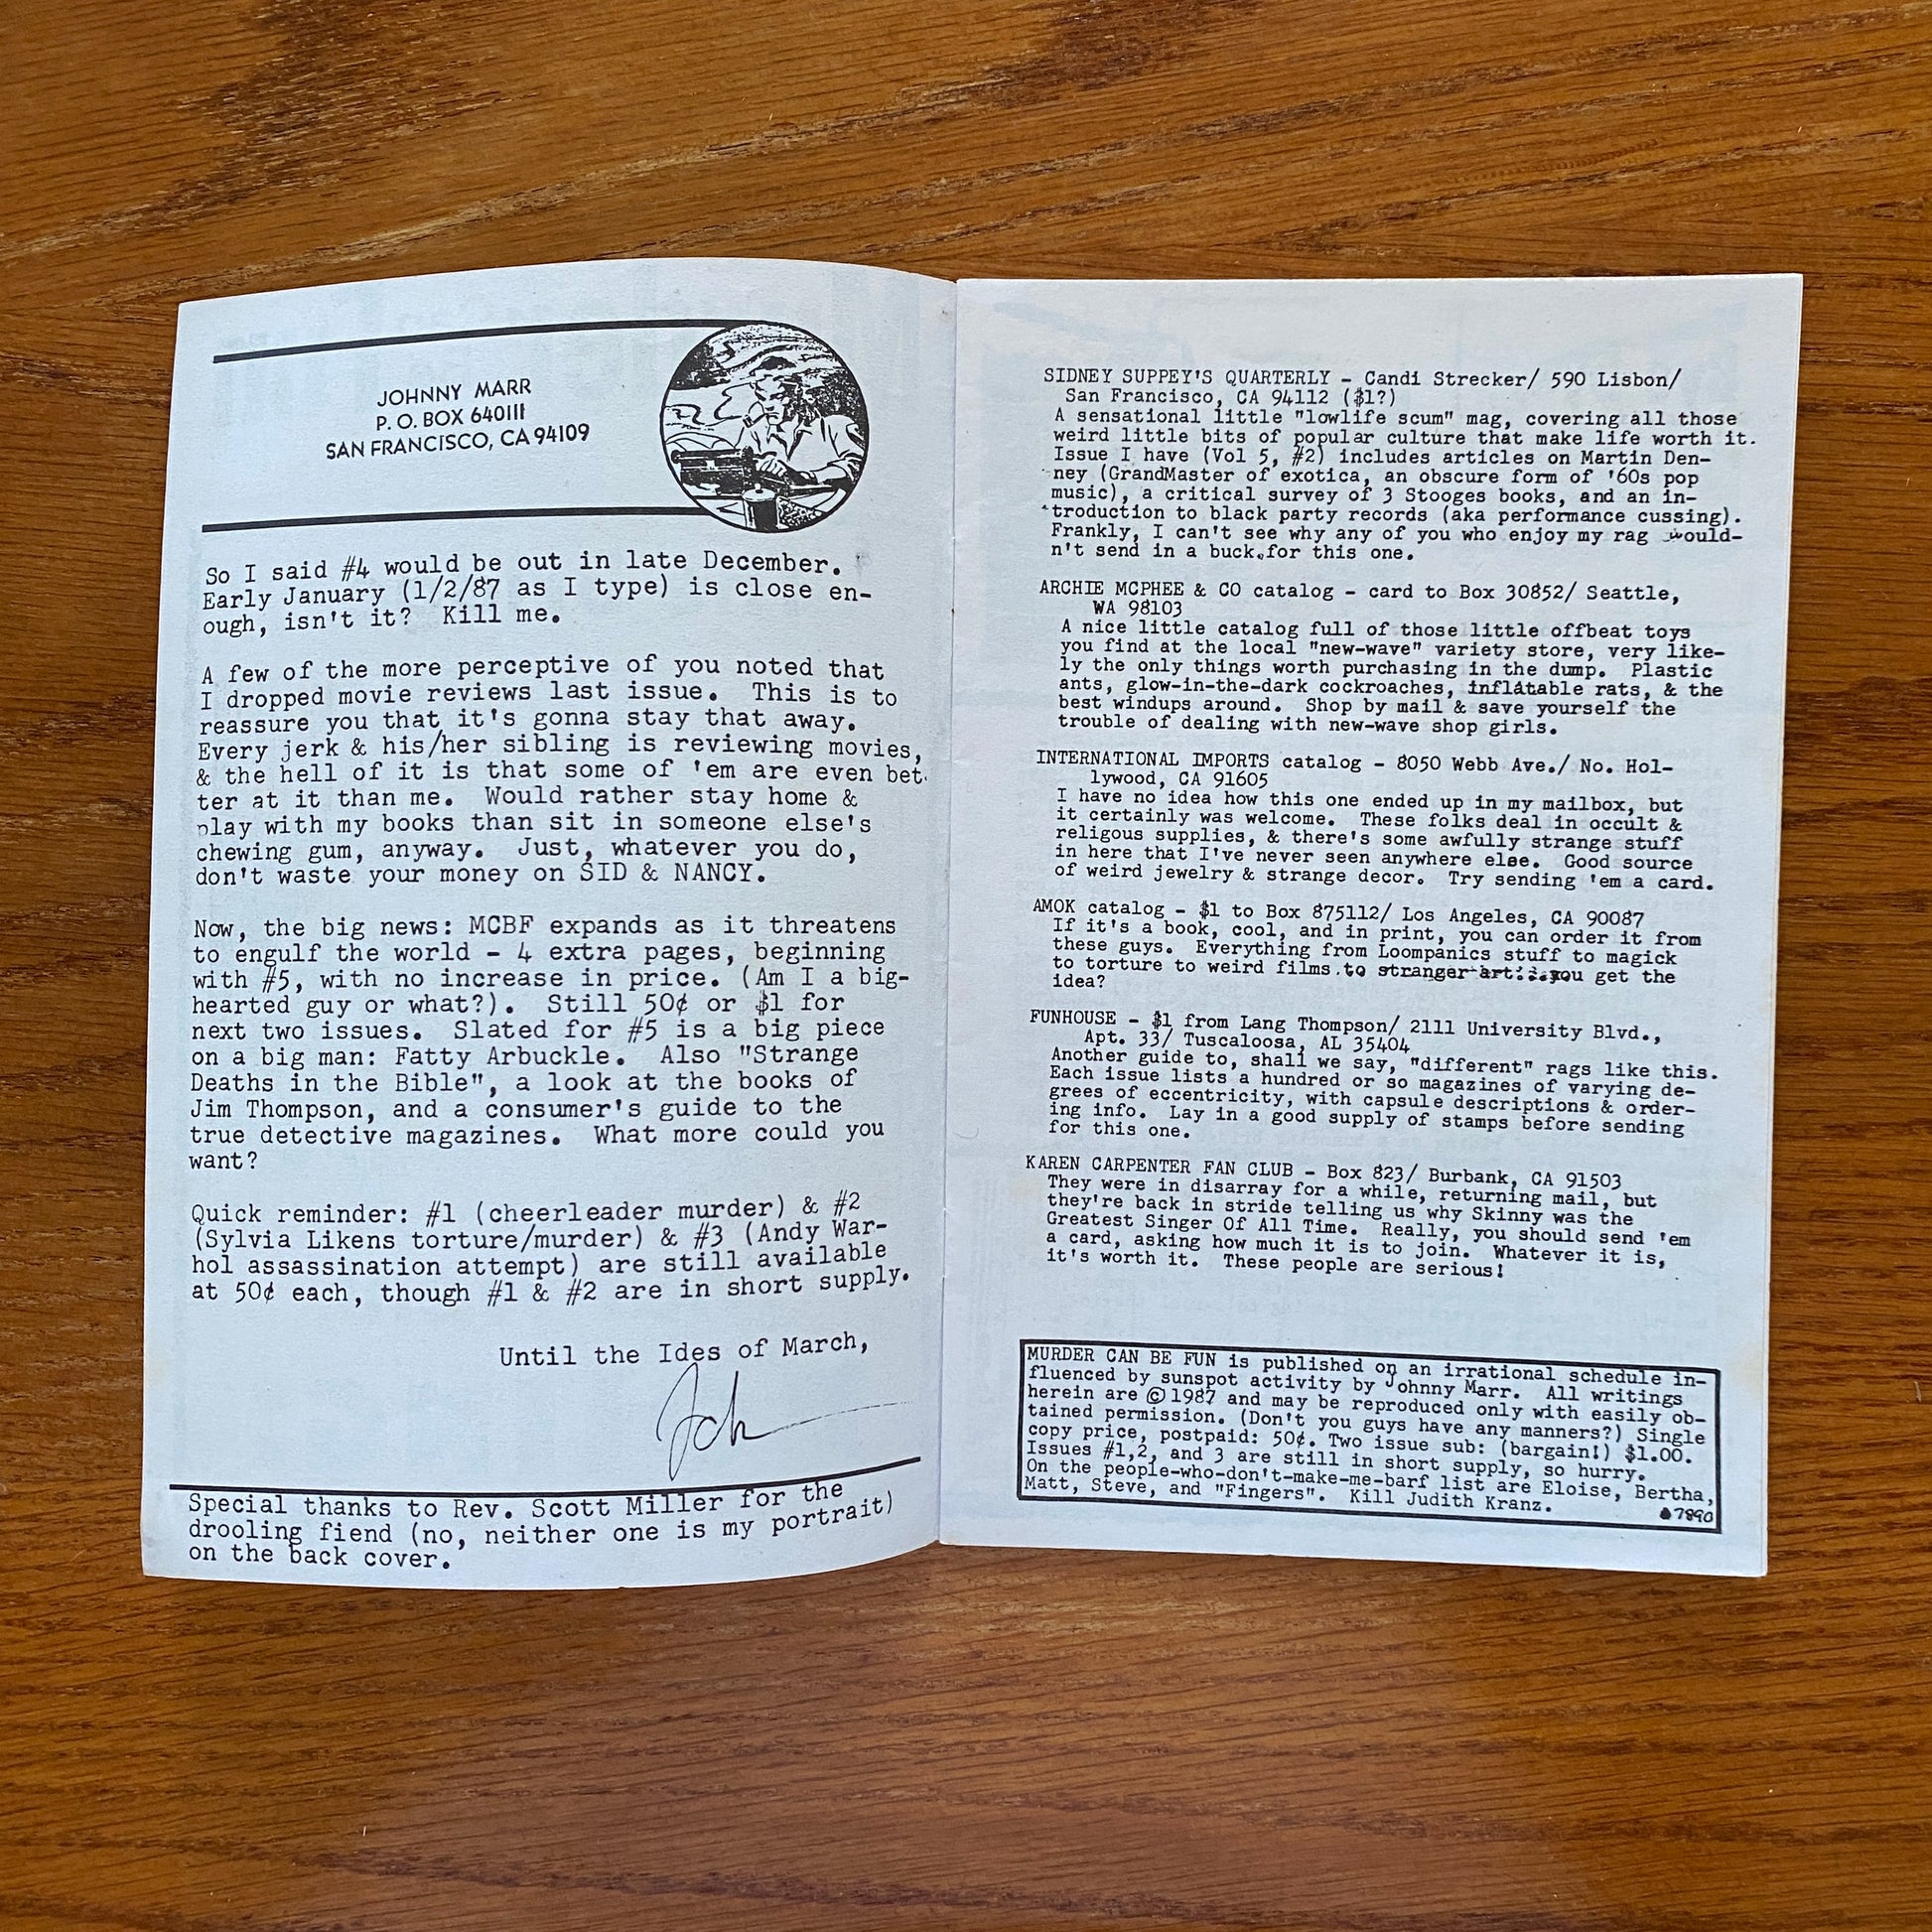 JOHNNY MARR
P. O. BOX 640111
SAN FRANCISCO, CA 94109
So I said #4 would be out in late December.
Early January (1/2/87 as I type) is close en-
ough, isn't it?  Kill me.
A few of the more perceptive of you noted that
I dropped movie reviews last issue.  This is to
reassure you that it's gonna stay that away.
Every jerk & his/her sibling is reviewing movies,
& the hell of it is that some of 'em are even bet-
ter at it than me.  Would rather stay home &
play with my books than sit in someone else's
chewing gum, anyway.  Just, whatever you do,
don't waste your money on SID & NANCY.
Now, the big news: MCBF expands as it threatens
to engulf the world - 4 extra pages, beginning
with #5, with no increase in price. (Am I a big-
hearted guy or what?).  Still 50¢ or $1 for
next two issues.  Slated for #5 is a big piece
on a big man: Fatty Arbuckle.  Also "Strange
Deaths in the Bible", a look at the books of
Jim Thompson, and a consumer's guide to the
true detective magazines.  What more could you
want?
Quick reminder: #1 (cheerleader murder) & #2
(Sylvia Likens torture/murder) & #3 (Andy War-
hol assassination attempt) are still available
at 50¢ each, though #1 & #2 are in short supply.
Until the Ides of March,
Joh
Special thanks to Rev. Scott Miller for the
drooling fiend (no, neither one is my portrait)
on the back cover.
SIDNEY SUPPEY'S QUARTERLY - Candi Strecker/ 590 Lisbon/
San Francisco, CA 94112 ($1?)
A sensational little "lowlife scum" mag, covering all those
weird little bits of popular culture that make life worth it.
Issue I have (Vol 5, #2) includes articles on Martin Den-
ney (GrandMaster of exotica, an obscure form of '60s pop
music), a critical survey of 3 Stooges books, and an in-
troduction to black party records (aka performance cussing).
Frankly, I can't see why any of you who enjoy my rag would-
n't send in a buck for this one.
ARCHIE MCPHEE & CO catalog - card to Box 30852/ Seattle,
WA 98103
A nice little catalog full of those little offbeat toys
you find at the local "new-wave" variety store, very like-
ly the only things worth purchasing in the dump.  Plastic
ants, glow-in-the-dark cockroaches, inflatable rats, & the
best windups around.  Shop by mail & save yourself the
trouble of dealing with new-wave shop girls.
INTERNATIONAL IMPORTS catalog - 8050 Webb Ave./ No. Hol-
lywood, CA 91605
I have no idea how this one ended up in my mailbox, but
it certainly was welcome.  These folks deal in occult &
religous supplies, & there's some awfully strange stuff
in here that I've never seen anywhere else.  Good source
of weird jewelry & strange decor.  Try sending 'em a card.
AMOK catalog - $1 to Box 875112/ Los Angeles, CA 90087
If it's a book, cool, and in print, you can order it from
these guys.  Everything from Loompanics stuff to magick
to torture to weird films to stranger art...you get the
idea?
FUNHOUSE - $1 from Lang Thompson/ 2111 University Blvd.,
Apt. 33/ Tuscaloosa, AL 35404
Another guide to, shall we say, "different" rags like this.
Each issue lists a hundred or so magazines of varying de-
grees of eccentricity, with capsule descriptions & order-
ing info.  Lay in a good supply of stamps before sending
for this one.
KAREN CARPENTER FAN CLUB - Box 823/ Burbank, CA 91503
They were in disarray for a while, returning mail, but
they're back in stride telling us why Skinny was the
Greatest Singer Of All Time.  Really, you should send 'em
a card, asking how much it is to join.  Whatever it is,
it's worth it.  These people are serious!
MURDER CAN BE FUN is published on an irrational schedule in-
fluenced by sunspot activity by Johnny Marr.  All writings
herein are ©1987 and may be reproduced only with easily ob-
tained permission. (Don't you guys have any manners?) Single
copy price, postpaid: 50¢. Two issue sub: (bargain!) $1.00.
Issues #1,2, and 3 are still in short supply, so hurry.
On the people-who-don't-make-me-barf list are Eloise, Bertha,
Matt, Steve, and "Fingers".  Kill Judith Kranz.
7890